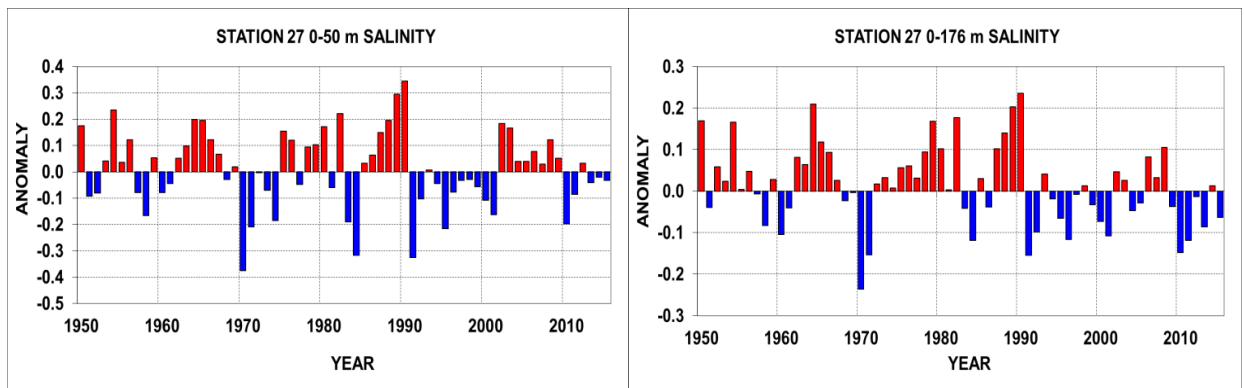 STATION 27 0-50 m SALINITY
ANOMALY
0.4
0.3
0.2
0.1
0.0
-0.1
-0.2
-0.3
-0.4
-0.5
1950 1960 1970 1980 1990 2000 2010
YEAR
STATION 27 0-176 m SALINITY
ANOMALY
0.3
0.2
0.1
0.0
-0.1
-0.2
-0.3
1950 1960 1970 1980 1990 2000 2010
YEAR